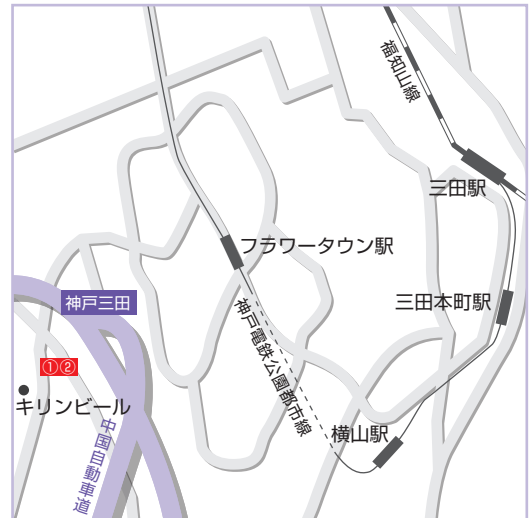 福知山線
三田駅
フラワータウン駅
神戸三田
三田本町駅
神戸電鉄公園都市線
①②
キリンビール
中国自動車道
横山駅